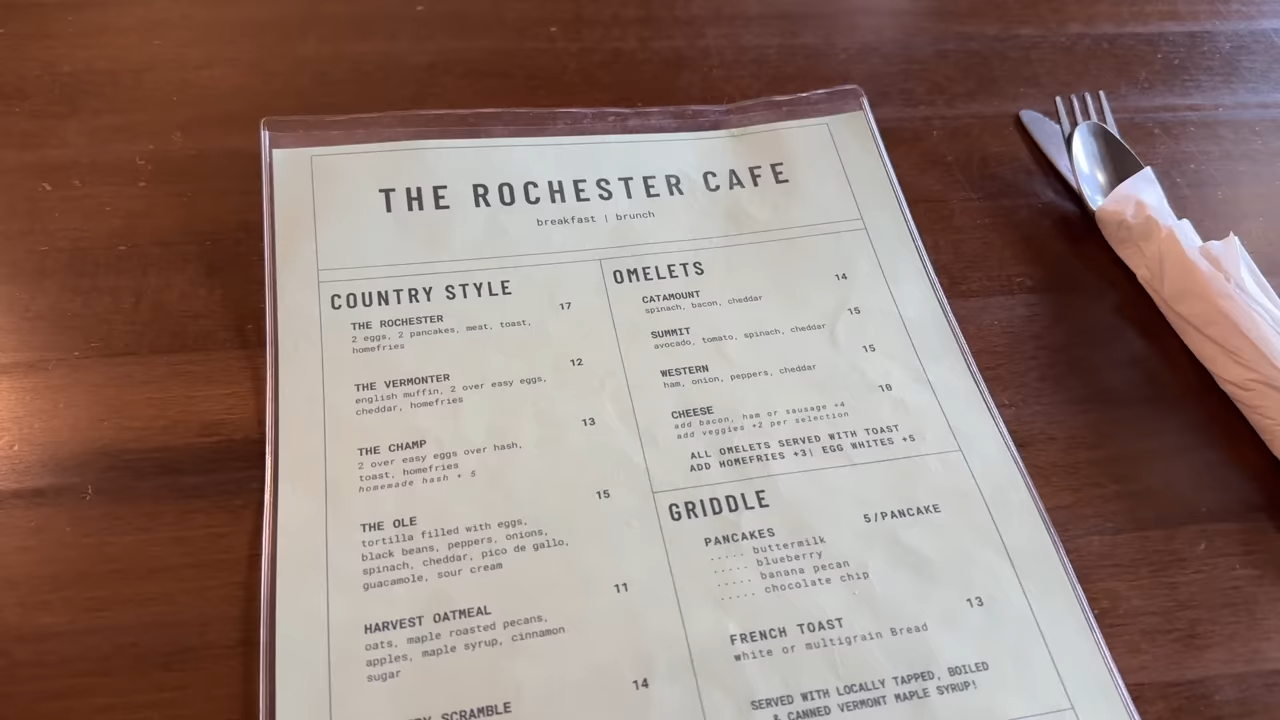 THE ROCHESTER CAFE
breakfast | brunch
COUNTRY STYLE
THE ROCHESTER 17
2 eggs, 2 pancakes, meat, toast,
homefries
THE VERMONTER 12
english muffin, 2 over easy eggs,
cheddar, homefries
THE CHAMP 13
2 over easy eggs over hash,
toast, homefries
homemade hash + 5
THE OLE 15
tortilla filled with eggs,
black beans, peppers, onions,
spinach, cheddar, pico de gallo,
guacamole, sour cream
HARVEST OATMEAL 11
oats, maple roasted pecans,
apples, maple syrup, cinnamon
sugar
SCRAMBLE 14
OMELETS
CATAMOUNT 14
spinach, bacon, cheddar
SUMMIT 15
avocado, tomato, spinach, cheddar
WESTERN 15
ham, onion, peppers, cheddar
CHEESE 10
add bacon, ham or sausage +4
add veggies +2 per selection
ALL OMELETS SERVED WITH TOAST
ADD HOMEFRIES +3| EGG WHITES +5
GRIDDLE
PANCAKES 5/PANCAKE
..... buttermilk
..... blueberry
..... banana pecan
..... chocolate chip
FRENCH TOAST 13
white or multigrain Bread
SERVED WITH LOCALLY TAPPED, BOILED
& CANNED VERMONT MAPLE SYRUP!